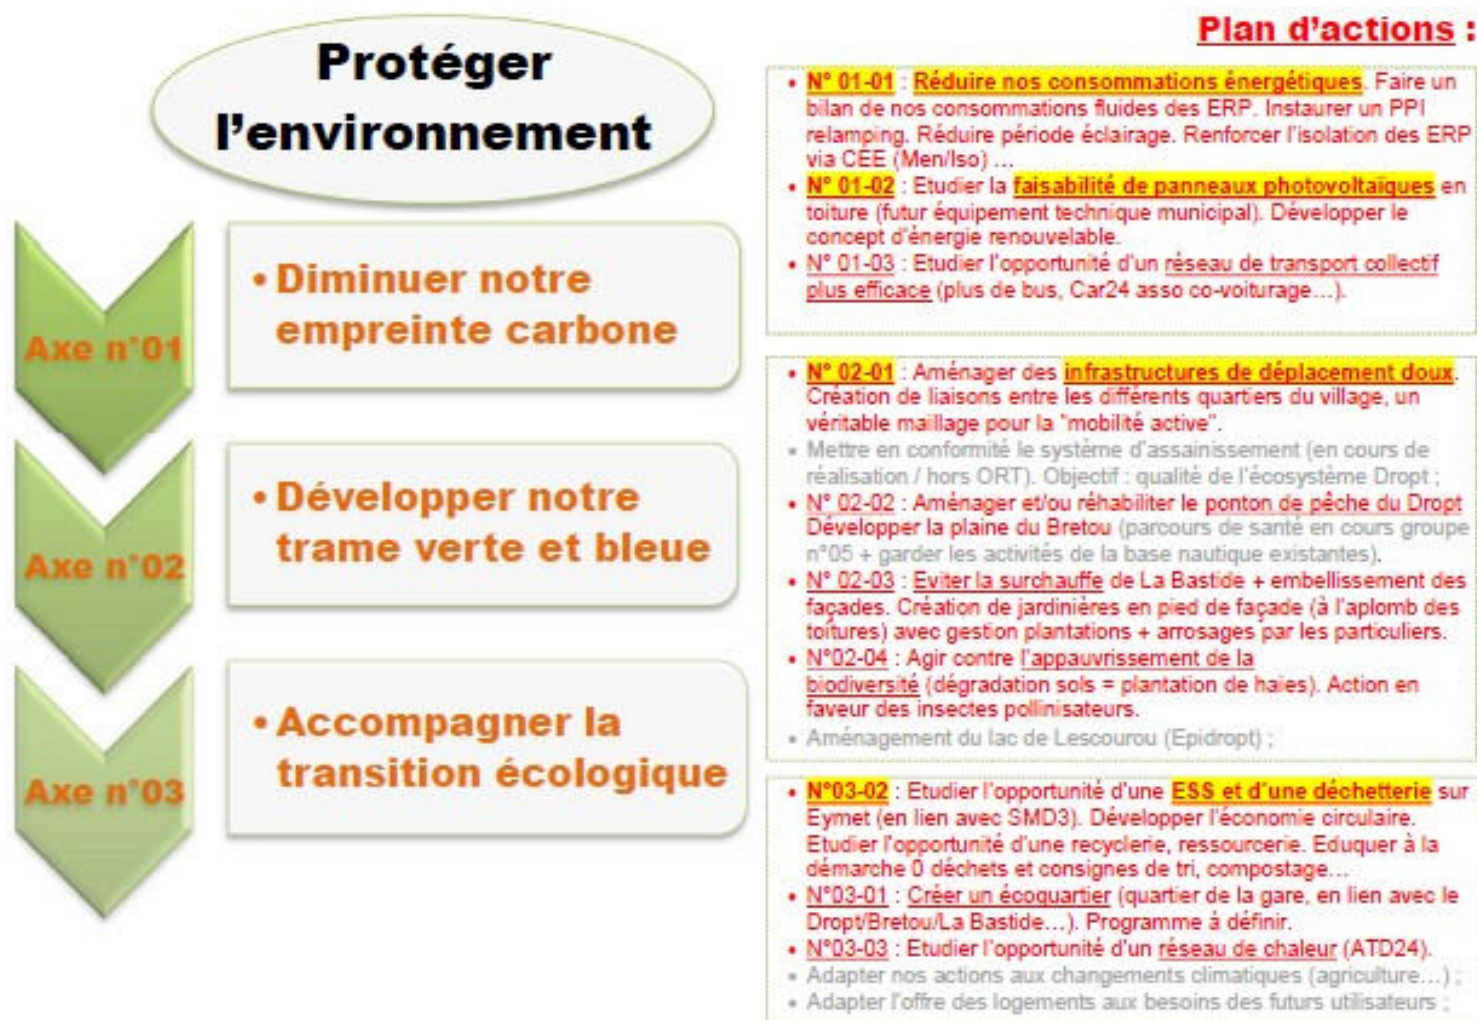 Protéger
l'environnement
Plan d'actions :
Axe n°01
• Diminuer notre
empreinte carbone
• N° 01-01 : Réduire nos consommations énergétiques. Faire un
bilan de nos consommations fluides des ERP. Instaurer un PPI
relamping. Réduire période éclairage. Renforcer l'isolation des ERP
via CEE (Men/Iso) ...
• N° 01-02 : Etudier la faisabilité de panneaux photovoltaïques en
toiture (futur équipement technique municipal). Développer le
concept d'énergie renouvelable.
• N° 01-03 : Etudier l'opportunité d'un réseau de transport collectif
plus efficace (plus de bus, Car24 asso co-voiturage...).
Axe n°02
• Développer notre
trame verte et bleue
• N° 02-01 : Aménager des infrastructures de déplacement doux.
Création de liaisons entre les différents quartiers du village, un
véritable maillage pour la "mobilité active".
• Mettre en conformité le système d'assainissement (en cours de
réalisation / hors ORT). Objectif : qualité de l'écosystème Dropt ;
• N° 02-02 : Aménager et/ou réhabiliter le ponton de pêche du Dropt
Développer la plaine du Bretou (parcours de santé en cours groupe
n°05 + garder les activités de la base nautique existantes).
• N° 02-03 : Eviter la surchauffe de La Bastide + embellissement des
façades. Création de jardinières en pied de façade (à l'aplomb des
toitures) avec gestion plantations + arrosages par les particuliers.
• N°02-04 : Agir contre l'appauvrissement de la
biodiversité (dégradation sols = plantation de haies). Action en
faveur des insectes pollinisateurs.
• Aménagement du lac de Lescourou (Epidropt) ;
Axe n°03
• Accompagner la
transition écologique
• N°03-02 : Etudier l'opportunité d'une ESS et d'une déchetterie sur
Eymet (en lien avec SMD3). Développer l'économie circulaire.
Etudier l'opportunité d'une recyclerie, ressourcerie. Eduquer à la
démarche 0 déchets et consignes de tri, compostage...
• N°03-01 : Créer un écoquartier (quartier de la gare, en lien avec le
Dropt/Bretou/La Bastide...). Programme à définir.
• N°03-03 : Etudier l'opportunité d'un réseau de chaleur (ATD24).
• Adapter nos actions aux changements climatiques (agriculture...) ;
• Adapter l'offre des logements aux besoins des futurs utilisateurs ;